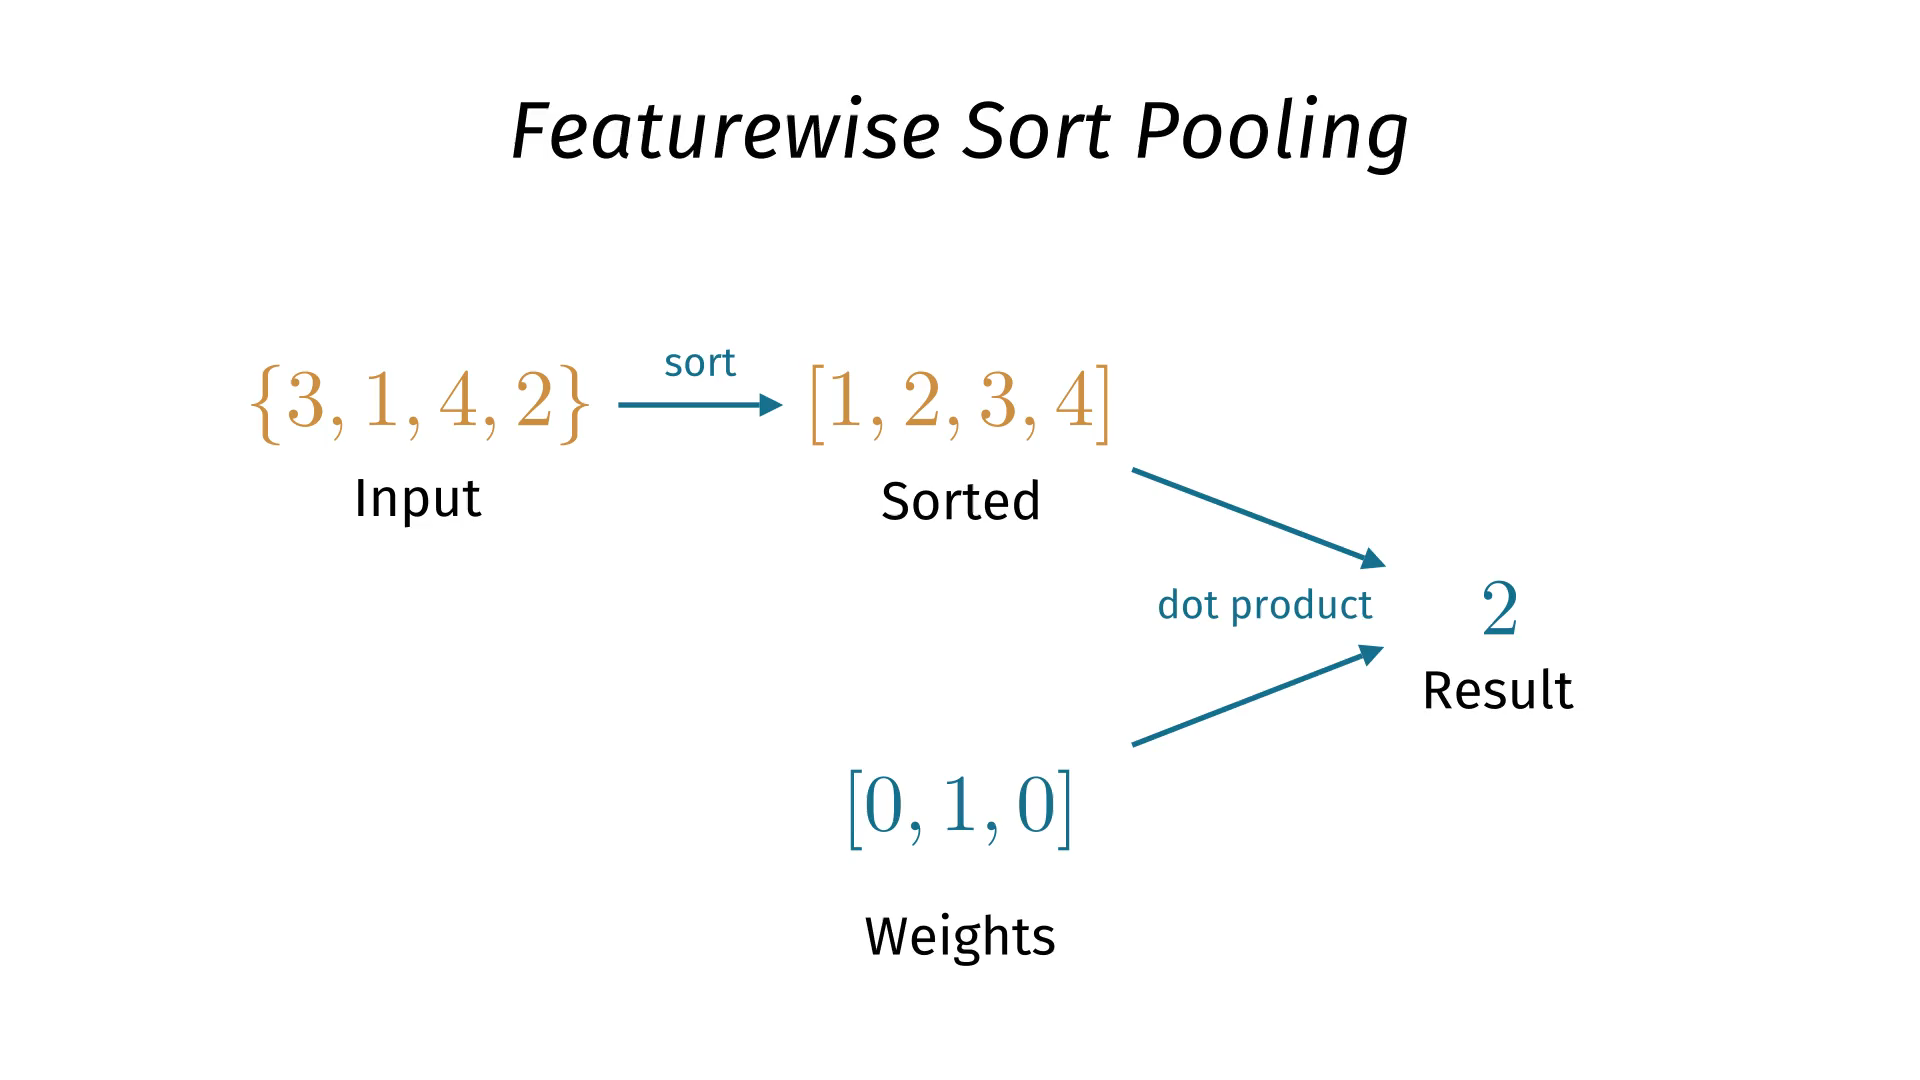 Featurewise Sort Pooling
sort
{3, 1, 4, 2}
[1, 2, 3, 4]
Input
Sorted
dot product
2
Result
[0, 1, 0]
Weights